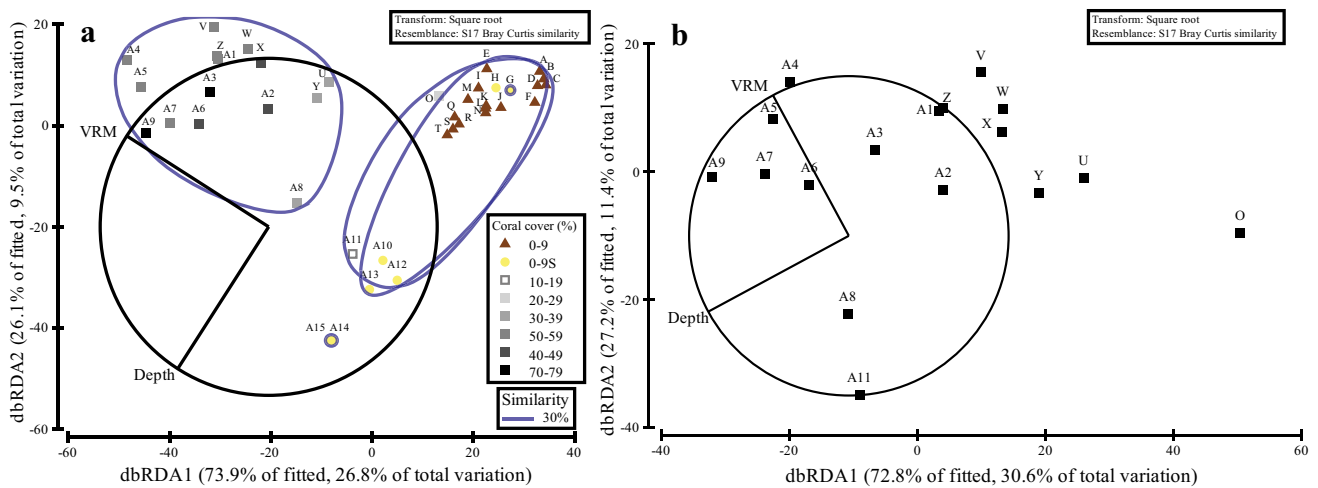 a
Transform: Square root
Resemblance: S17 Bray Curtis similarity
dbRDA2 (26.1% of fitted, 9.5% of total variation)
20
0
-20
-40
-60
-60
-40
-20
0
20
40
dbRDA1 (73.9% of fitted, 26.8% of total variation)
VRM
Depth
V
W
Z
A1
X
A4
A5
A3
U
Y
A2
A7
A6
A9
A8
O
E
A
B
I
H
G
D
C
M
K
J
F
L
N
Q
S
R
T
A11
A10
A12
A13
A15 A14
Coral cover (%)
0-9
0-9S
10-19
20-29
30-39
50-59
40-49
70-79
Similarity
30%
b
Transform: Square root
Resemblance: S17 Bray Curtis similarity
dbRDA2 (27.2% of fitted, 11.4% of total variation)
20
0
-20
-40
-40
-20
0
20
40
60
dbRDA1 (72.8% of fitted, 30.6% of total variation)
VRM
Depth
A4
V
A5
A1
Z
W
X
A3
A9
A7
A6
A2
Y
U
O
A8
A11